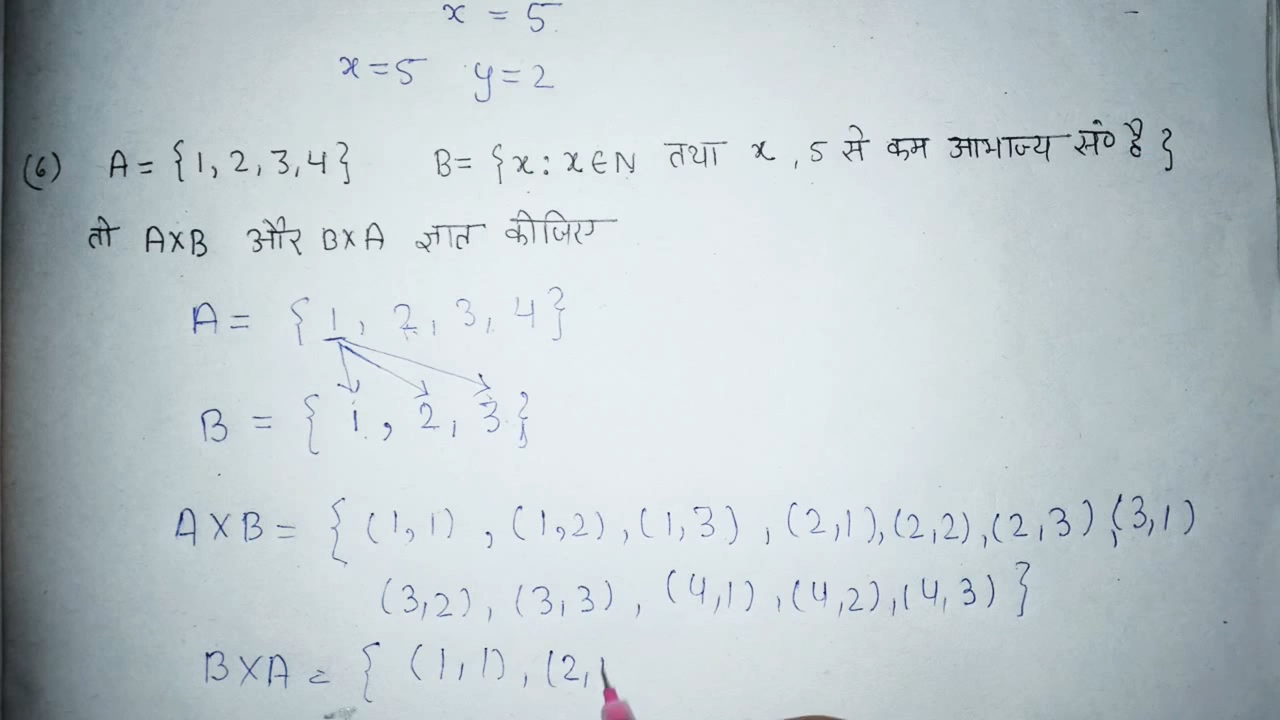 x = 5
x=5 y=2
(6) A = {1, 2, 3, 4} B= {x : x ∈ N तथा x , 5 से कम आभाज्य सं० है }
तो A×B और B×A ज्ञात कीजिए
A = { 1, 2, 3, 4}
B = { 1, 2, 3}
A×B = { (1,1) , (1,2) , (1,3) , (2,1) , (2,2) , (2,3) , (3,1)
(3,2) , (3,3) , (4,1) , (4,2) , (4,3) }
B×A = { (1,1) , (2,